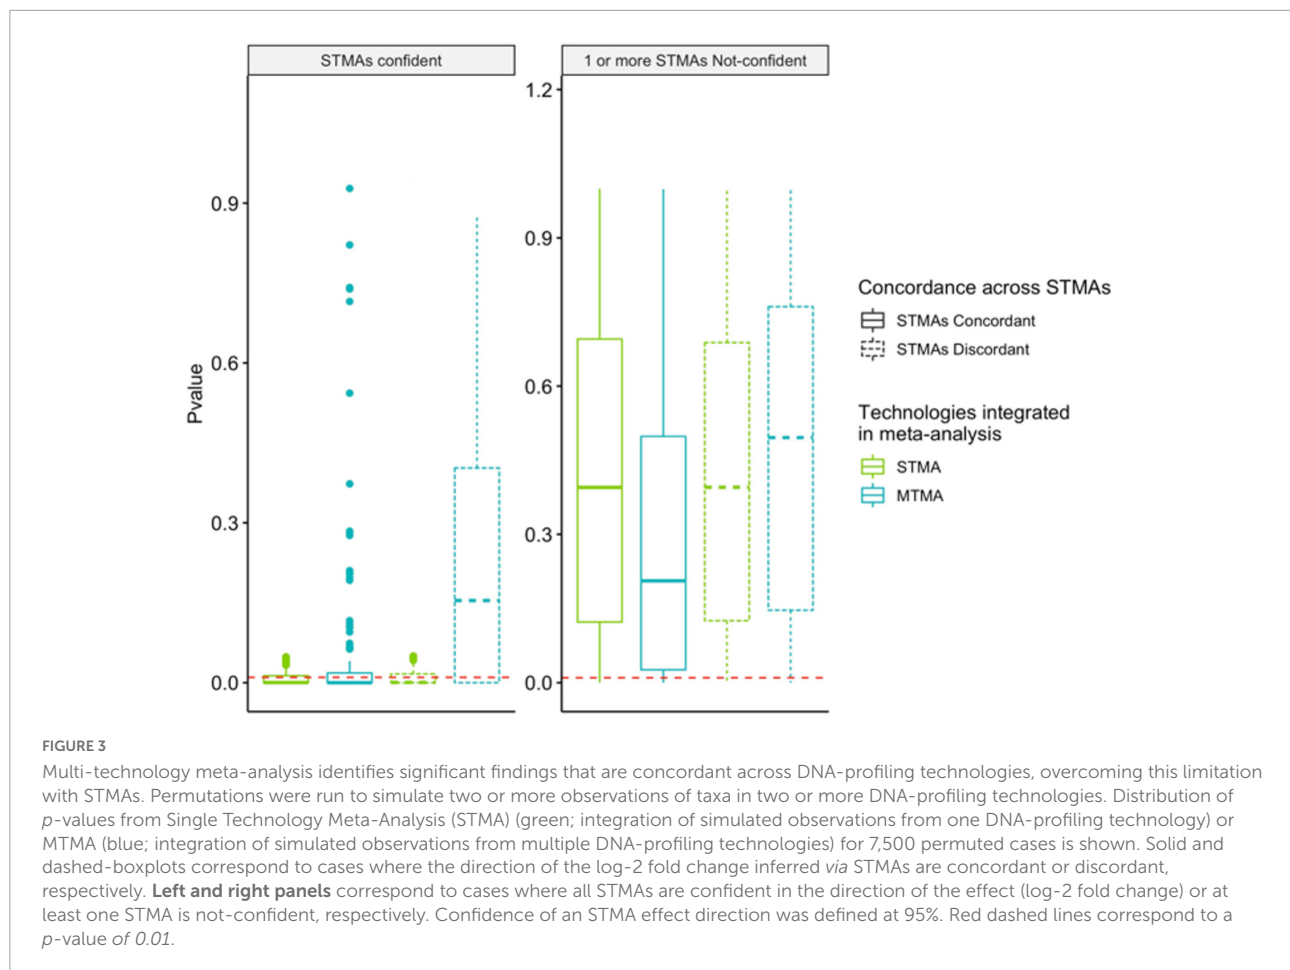 STMAs confident
1 or more STMAs Not-confident
Pvalue
0.9
0.6
0.3
0.0
1.2
0.9
0.6
0.3
0.0
Concordance across STMAs
STMAs Concordant
STMAs Discordant
Technologies integrated
in meta-analysis
STMA
MTMA
FIGURE 3
Multi-technology meta-analysis identifies significant findings that are concordant across DNA-profiling technologies, overcoming this limitation
with STMAs. Permutations were run to simulate two or more observations of taxa in two or more DNA-profiling technologies. Distribution of
p-values from Single Technology Meta-Analysis (STMA) (green; integration of simulated observations from one DNA-profiling technology) or
MTMA (blue; integration of simulated observations from multiple DNA-profiling technologies) for 7,500 permuted cases is shown. Solid and
dashed-boxplots correspond to cases where the direction of the log-2 fold change inferred via STMAs are concordant or discordant,
respectively. Left and right panels correspond to cases where all STMAs are confident in the direction of the effect (log-2 fold change) or at
least one STMA is not-confident, respectively. Confidence of an STMA effect direction was defined at 95%. Red dashed lines correspond to a
p-value of 0.01.